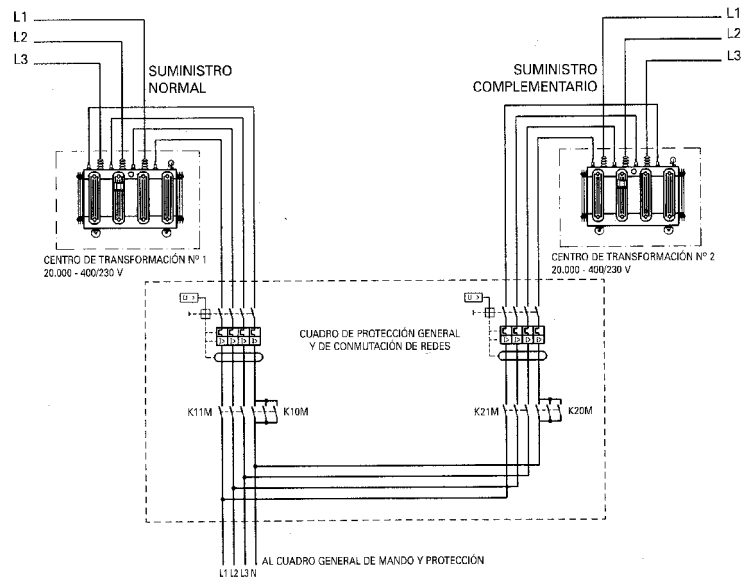 L1
L2
L3
SUMINISTRO
NORMAL
SUMINISTRO
COMPLEMENTARIO
L1
L2
L3
CENTRO DE TRANSFORMACIÓN Nº 1
20.000 - 400/230 V
CENTRO DE TRANSFORMACIÓN Nº 2
20.000 - 400/230 V
U >
CUADRO DE PROTECCIÓN GENERAL
Y DE CONMUTACIÓN DE REDES
U >
K11M
K10M
K21M
K20M
AL CUADRO GENERAL DE MANDO Y PROTECCIÓN
L1 L2 L3 N